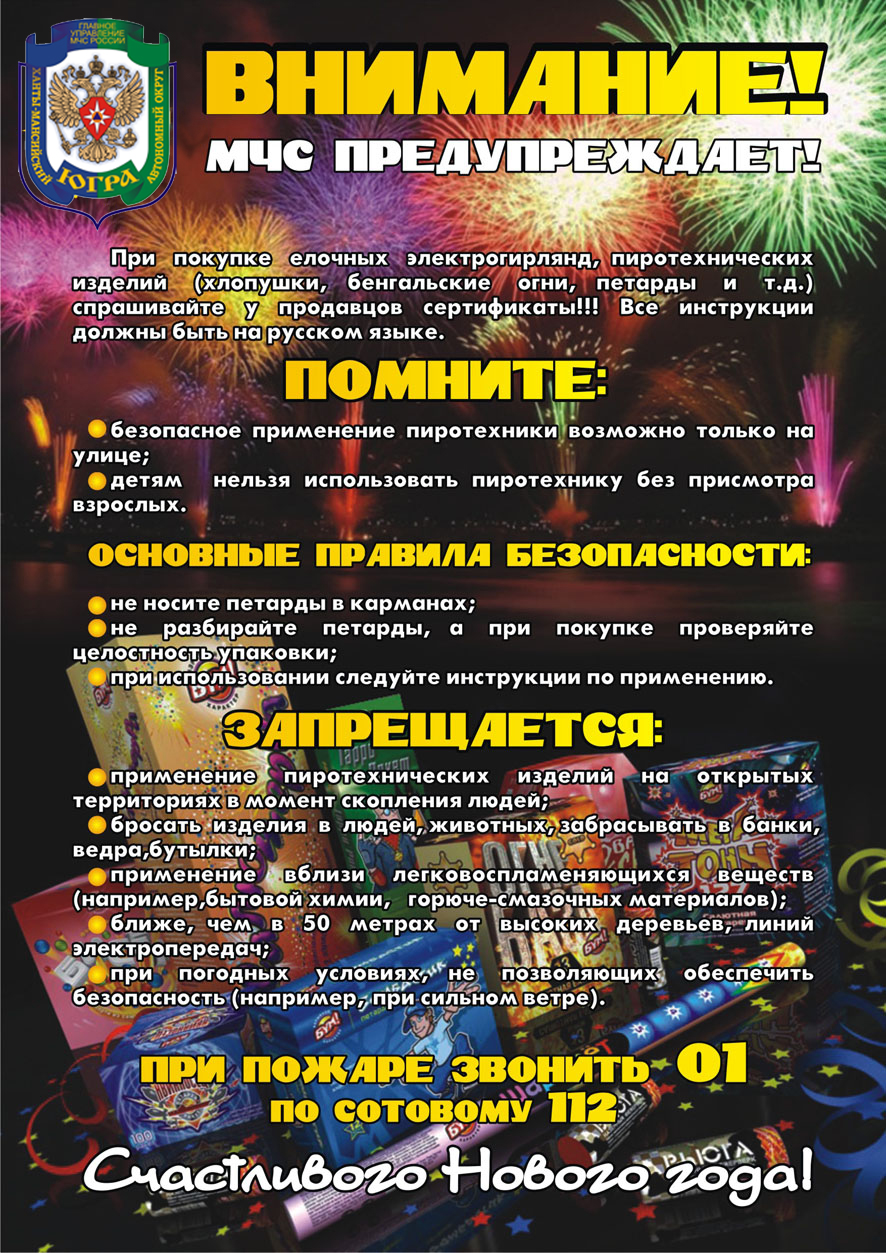 ГЛАВНОЕ
УПРАВЛЕНИЕ
МЧС РОССИИ
ХАНТЫ-МАНСИЙСКИЙ
АВТОНОМНЫЙ ОКРУГ
ЮГРА
ВНИМАНИЕ!
МЧС ПРЕДУПРЕЖДАЕТ!
При покупке елочных электрогирлянд, пиротехнических
изделий (хлопушки, бенгальские огни, петарды и т.д.)
спрашивайте у продавцов сертификаты!!! Все инструкции
должны быть на русском языке.
ПОМНИТЕ:
безопасное применение пиротехники возможно только на
улице;
детям нельзя использовать пиротехнику без присмотра
взрослых.
ОСНОВНЫЕ ПРАВИЛА БЕЗОПАСНОСТИ:
не носите петарды в карманах;
не разбирайте петарды, а при покупке проверяйте
целостность упаковки;
при использовании следуйте инструкции по применению.
ЗАПРЕЩАЕТСЯ:
применение пиротехнических изделий на открытых
территориях в момент скопления людей;
бросать изделия в людей, животных, забрасывать в банки,
ведра,бутылки;
применение вблизи легковоспламеняющихся веществ
(например,бытовой химии, горюче-смазочных материалов);
ближе, чем в 50 метрах от высоких деревьев, линий
электропередач;
при погодных условиях, не позволяющих обеспечить
безопасность (например, при сильном ветре).
ПРИ ПОЖАРЕ ЗВОНИТЬ 01
ПО СОТОВОМУ 112
Счастливого Нового года!